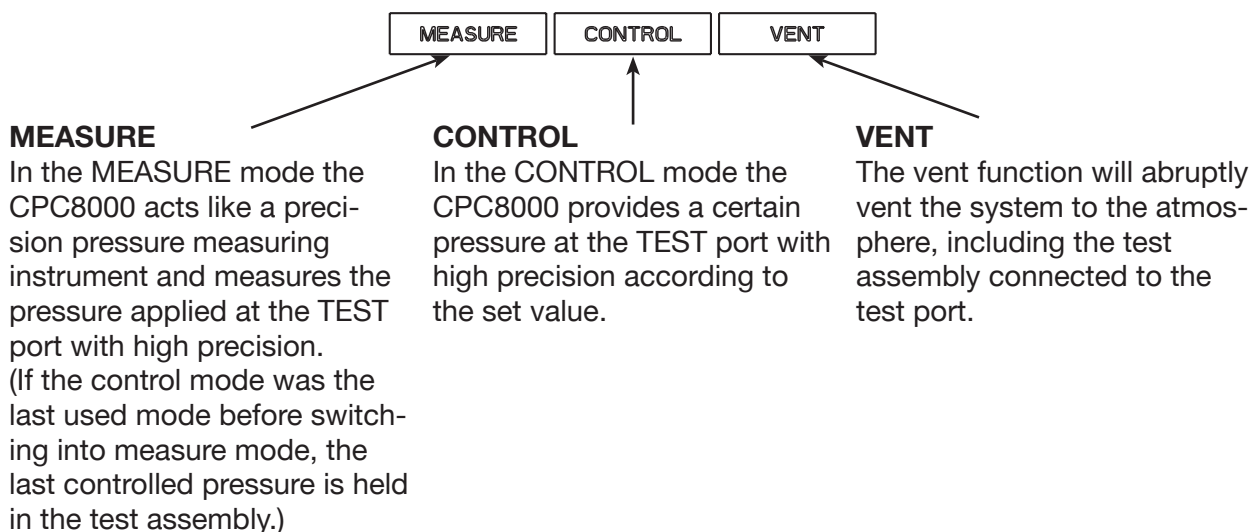 MEASURE
CONTROL
VENT
MEASURE
In the MEASURE mode the
CPC8000 acts like a preci-
sion pressure measuring
instrument and measures the
pressure applied at the TEST
port with high precision.
(If the control mode was the
last used mode before switch-
ing into measure mode, the
last controlled pressure is held
in the test assembly.)
CONTROL
In the CONTROL mode the
CPC8000 provides a certain
pressure at the TEST port with
high precision according to
the set value.
VENT
The vent function will abruptly
vent the system to the atmos-
phere, including the test
assembly connected to the
test port.